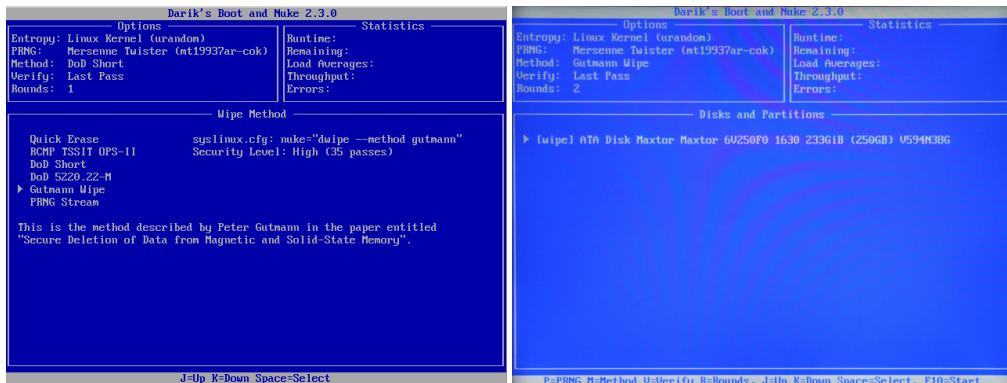 Darik's Boot and Nuke 2.3.0
Options
Statistics
Entropy: Linux Kernel (urandom)
PRNG: Mersenne Twister (mt19937ar-cok)
Method: DoD Short
Verify: Last Pass
Rounds: 1
Runtime:
Remaining:
Load Averages:
Throughput:
Errors:
Wipe Method
Quick Erase syslinux.cfg: nuke="dwipe --method gutmann"
RCMP TSSIT OPS-II Security Level: High (35 passes)
DoD Short
DoD 5220.22-M
Gutmann Wipe
PRNG Stream
This is the method described by Peter Gutmann in the paper entitled
"Secure Deletion of Data from Magnetic and Solid-State Memory".
J=Up K=Down Space=Select
Darik's Boot and Nuke 2.3.0
Options
Statistics
Entropy: Linux Kernel (urandom)
PRNG: Mersenne Twister (mt19937ar-cok)
Method: Gutmann Wipe
Verify: Last Pass
Rounds: 2
Runtime:
Remaining:
Load Averages:
Throughput:
Errors:
Disks and Partitions
[wipe] ATA Disk Maxtor Maxtor 6V250F0 1630 233GiB (250GB) V594N38G
P=PRNG M=Method V=Verify R=Rounds, J=Up K=Down Space=Select, F10=Start